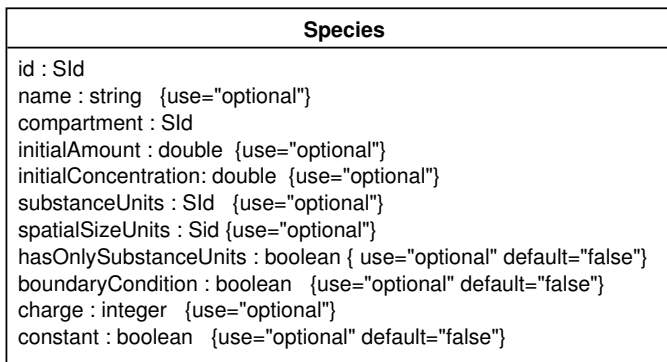 Species
id : SId
name : string {use="optional"}
compartment : SId
initialAmount : double {use="optional"}
initialConcentration: double {use="optional"}
substanceUnits : SId {use="optional"}
spatialSizeUnits : Sid {use="optional"}
hasOnlySubstanceUnits : boolean { use="optional" default="false"}
boundaryCondition : boolean {use="optional" default="false"}
charge : integer {use="optional"}
constant : boolean {use="optional" default="false"}